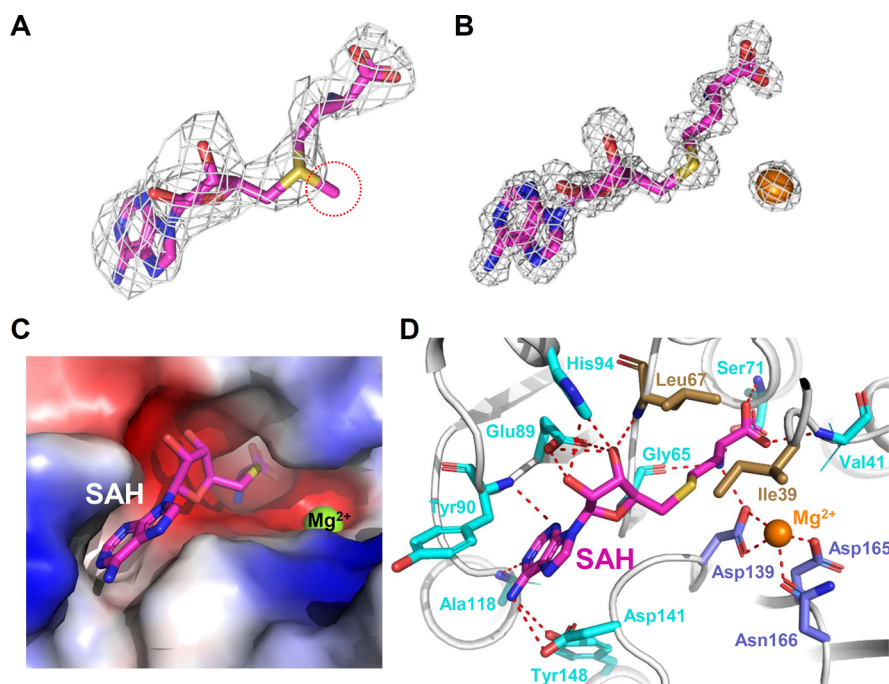 A
B
C
SAH
Mg²⁺
D
His94
Leu67
Ser71
Glu89
Gly65
Val41
Tyr90
Ile39
Mg²⁺
SAH
Asp139
Asp165
Ala118
Asp141
Asn166
Tyr148